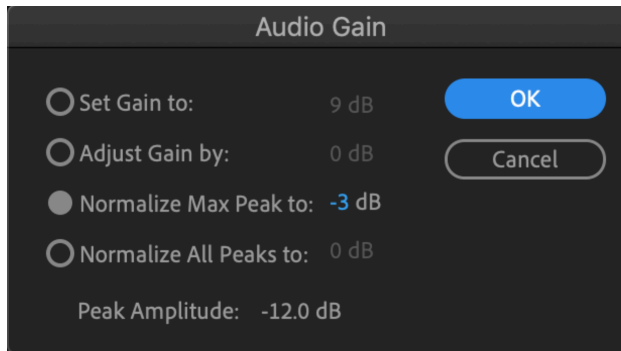 Audio Gain
Set Gain to: 9 dB
OK
Adjust Gain by: 0 dB
Cancel
Normalize Max Peak to: -3 dB
Normalize All Peaks to: 0 dB
Peak Amplitude: -12.0 dB